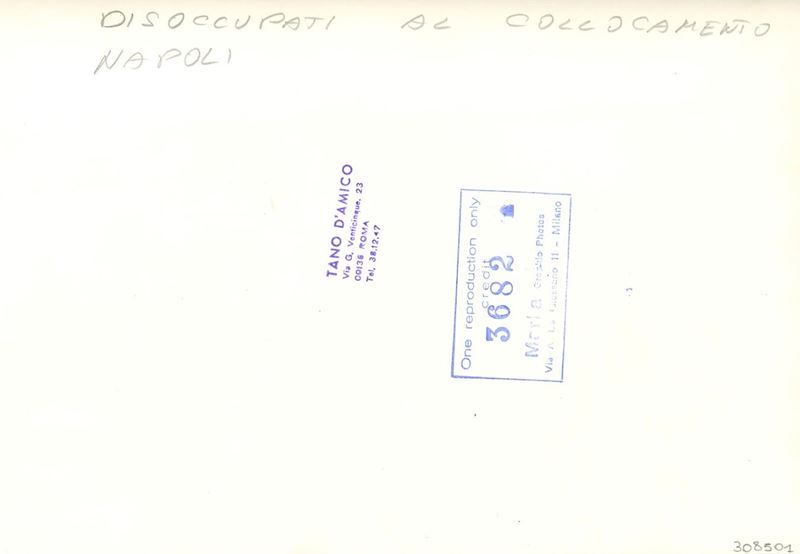 DISOCCUPATI AL COLLOCAMENTO
NAPOLI
TANO D'AMICO
Via G. Venticinque, 23
00136 ROMA
Tel. 38.12.47
One reproduction only
credit
3682
Photos
Via 11 - Milano
308501